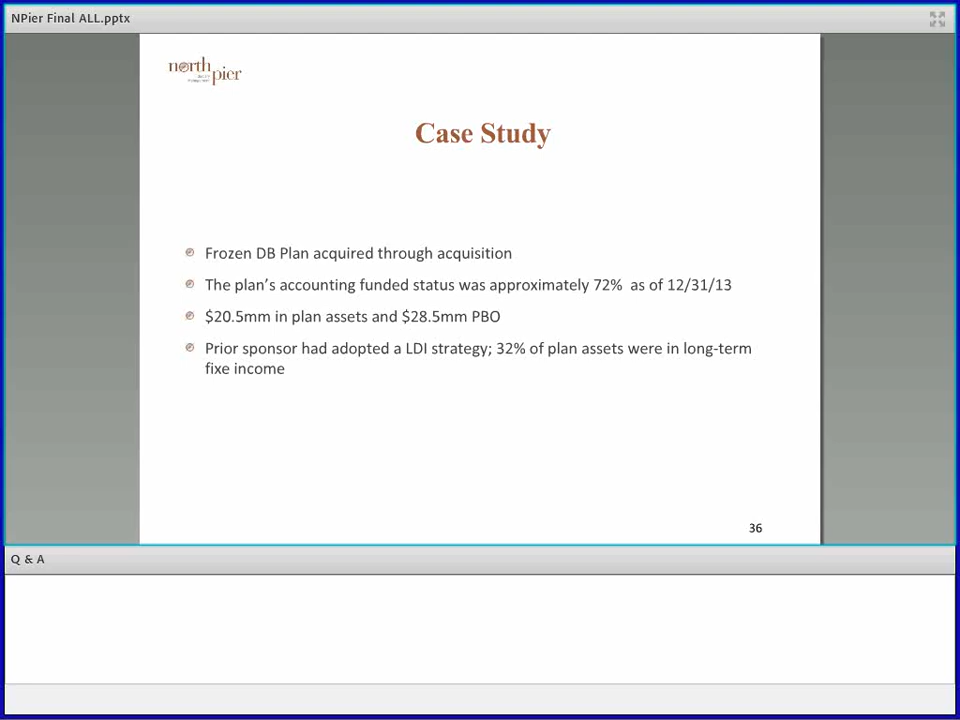 NPier Final ALL.pptx
north
pier
Case Study
Frozen DB Plan acquired through acquisition
The plan's accounting funded status was approximately 72% as of 12/31/13
$20.5mm in plan assets and $28.5mm PBO
Prior sponsor had adopted a LDI strategy; 32% of plan assets were in long-term
fixe income
36
Q & A